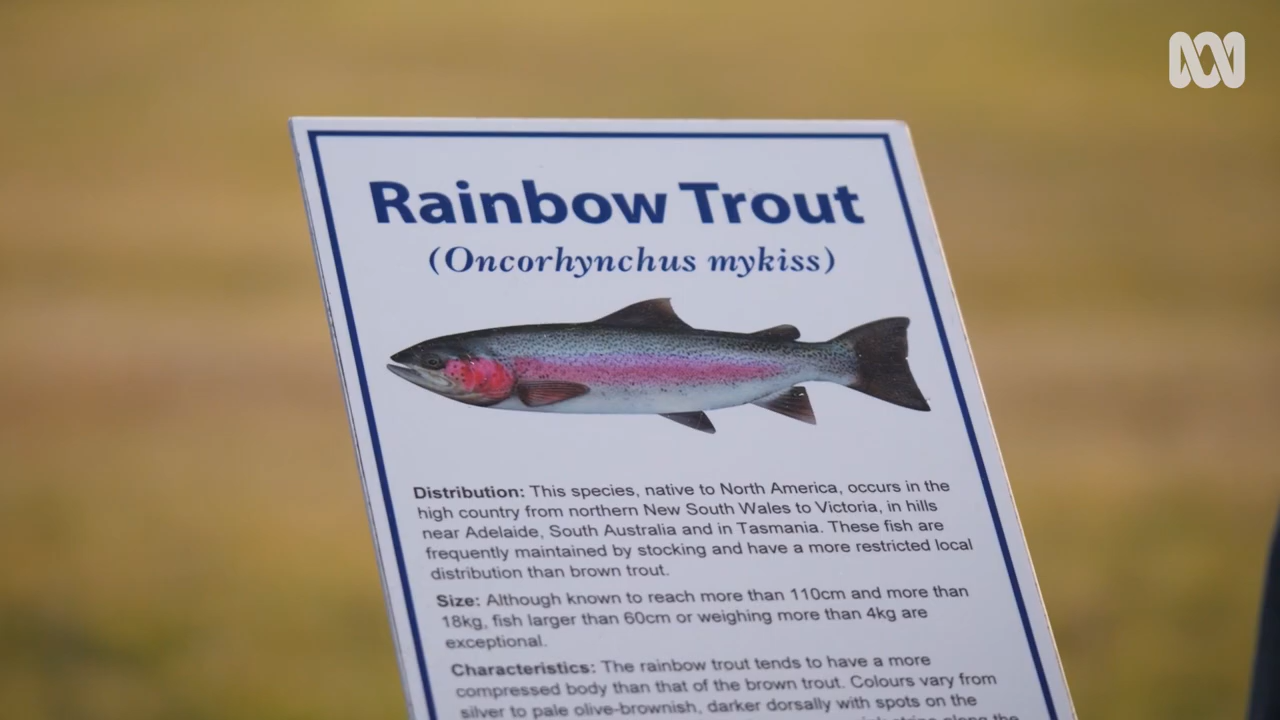 Rainbow Trout
(Oncorhynchus mykiss)
Distribution: This species, native to North America, occurs in the
high country from northern New South Wales to Victoria, in hills
near Adelaide, South Australia and in Tasmania. These fish are
frequently maintained by stocking and have a more restricted local
distribution than brown trout.
Size: Although known to reach more than 110cm and more than
18kg, fish larger than 60cm or weighing more than 4kg are
exceptional.
Characteristics: The rainbow trout tends to have a more
compressed body than that of the brown trout. Colours vary from
silver to pale olive-brownish, darker dorsally with spots on the
stripe along the